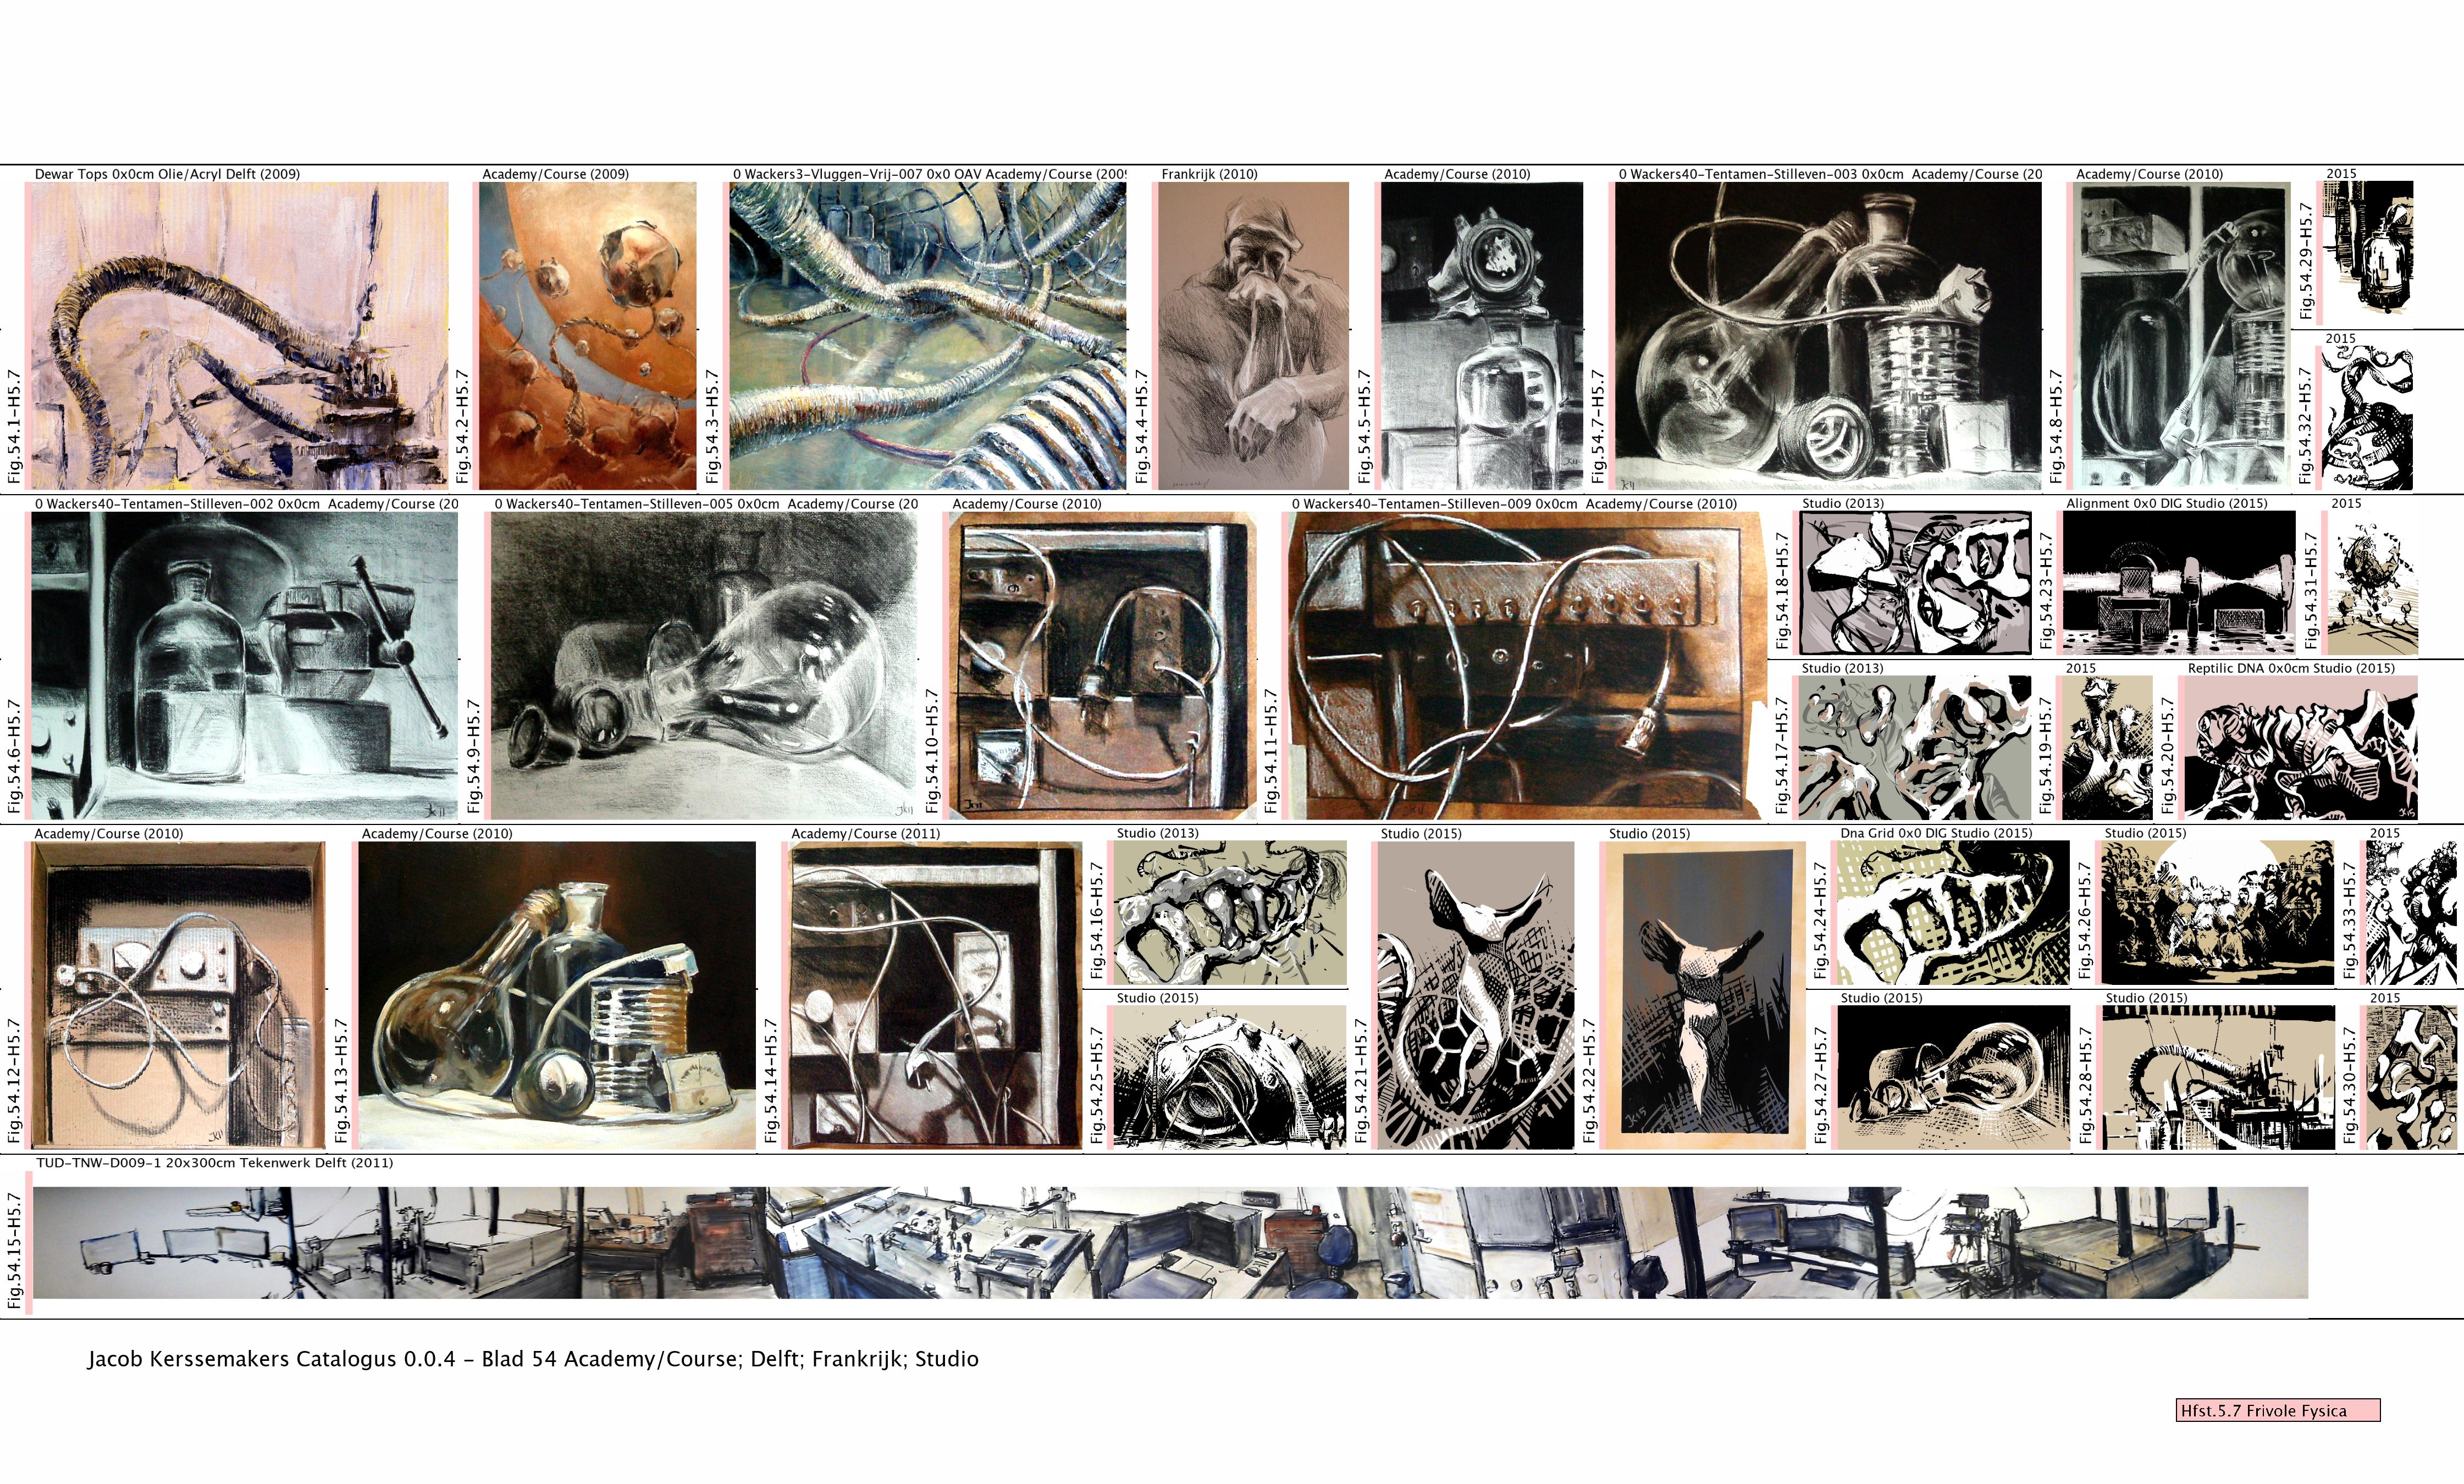 Dewar Tops 0x0cm Olie/Acryl Delft (2009)
Academy/Course (2009)
0 Wackers3-Vluggen-Vrij-007 0x0 OAV Academy/Course (2009
Frankrijk (2010)
Academy/Course (2010)
0 Wackers40-Tentamen-Stilleven-003 0x0cm  Academy/Course (20
Academy/Course (2010)
2015
Fig.54.1-H5.7
Fig.54.2-H5.7
Fig.54.3-H5.7
Fig.54.4-H5.7
Fig.54.5-H5.7
Fig.54.7-H5.7
Fig.54.8-H5.7
Fig.54.29-H5.7
2015
Fig.54.32-H5.7
0 Wackers40-Tentamen-Stilleven-002 0x0cm  Academy/Course (20
0 Wackers40-Tentamen-Stilleven-005 0x0cm  Academy/Course (20
Academy/Course (2010)
0 Wackers40-Tentamen-Stilleven-009 0x0cm  Academy/Course (2010)
Studio (2013)
Alignment 0x0 DIG Studio (2015)
2015
Fig.54.6-H5.7
Fig.54.9-H5.7
Fig.54.10-H5.7
Fig.54.11-H5.7
Fig.54.18-H5.7
Fig.54.23-H5.7
Fig.54.31-H5.7
Studio (2013)
2015
Reptilic DNA 0x0cm Studio (2015)
Fig.54.17-H5.7
Fig.54.19-H5.7
Fig.54.20-H5.7
Academy/Course (2010)
Academy/Course (2010)
Academy/Course (2011)
Studio (2013)
Studio (2015)
Studio (2015)
Dna Grid 0x0 DIG Studio (2015)
Studio (2015)
2015
Fig.54.12-H5.7
Fig.54.13-H5.7
Fig.54.14-H5.7
Fig.54.16-H5.7
Fig.54.21-H5.7
Fig.54.22-H5.7
Fig.54.24-H5.7
Fig.54.26-H5.7
Fig.54.33-H5.7
Studio (2015)
Studio (2015)
Studio (2015)
2015
Fig.54.25-H5.7
Fig.54.27-H5.7
Fig.54.28-H5.7
Fig.54.30-H5.7
TUD-TNW-D009-1 20x300cm Tekenwerk Delft (2011)
Fig.54.15-H5.7
Jacob Kerssemakers Catalogus 0.0.4 - Blad 54 Academy/Course; Delft; Frankrijk; Studio
Hfst.5.7 Frivole Fysica